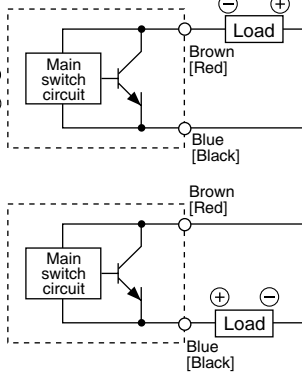 ⊖ ⊕
Load
Brown
[Red]
Main
switch
circuit
Blue
[Black]
Brown
[Red]
Main
switch
circuit
⊕ ⊖
Load
Blue
[Black]